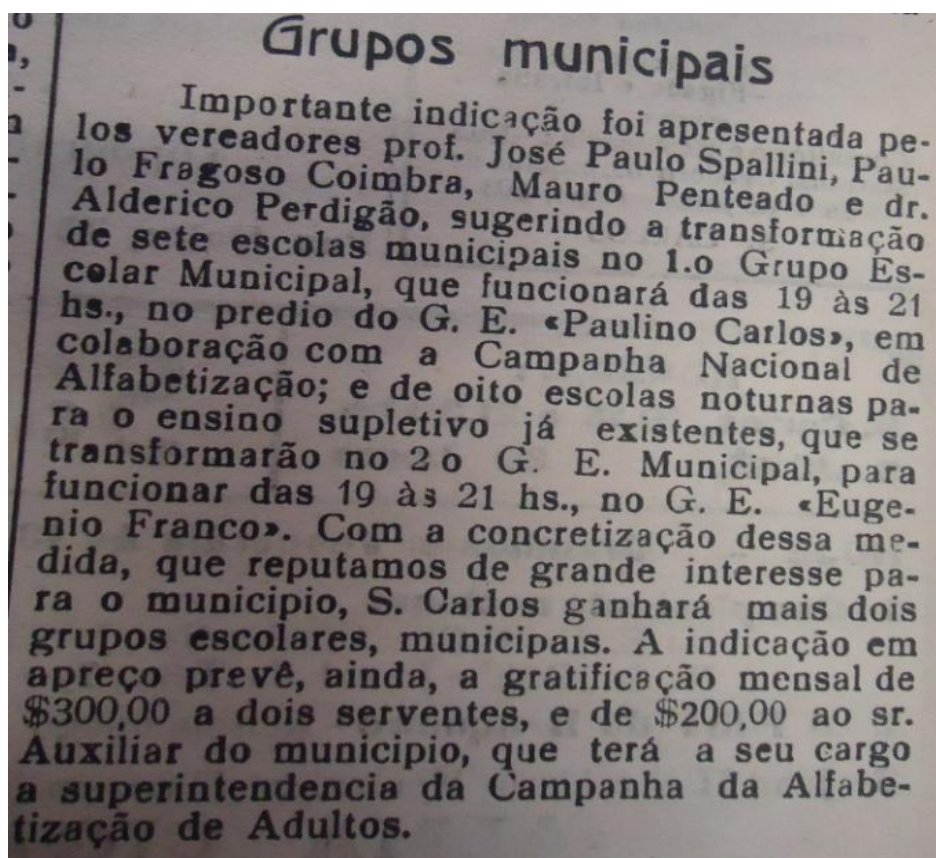 Grupos municipais
Importante indicação foi apresentada pe-
los vereadores prof. José Paulo Spallini, Pau-
lo Fragoso Coimbra, Mauro Penteado e dr.
Alderico Perdigão, sugerindo a transformação
de sete escolas municipais no 1.o Grupo Es-
colar Municipal, que funcionará das 19 às 21
hs., no predio do G. E. «Paulino Carlos», em
colaboração com a Campanha Nacional de
Alfabetização; e de oito escolas noturnas pa-
ra o ensino supletivo já existentes, que se
transformarão no 2 o G. E. Municipal, para
funcionar das 19 às 21 hs., no G. E. «Euge-
nio Franco». Com a concretização dessa me-
dida, que reputamos de grande interesse pa-
ra o municipio, S. Carlos ganhará mais dois
grupos escolares, municipais. A indicação em
apreço prevê, ainda, a gratificação mensal de
$300,00 a dois serventes, e de $200,00 ao sr.
Auxiliar do municipio, que terá a seu cargo
a superintendencia da Campanha da Alfabe-
tização de Adultos.